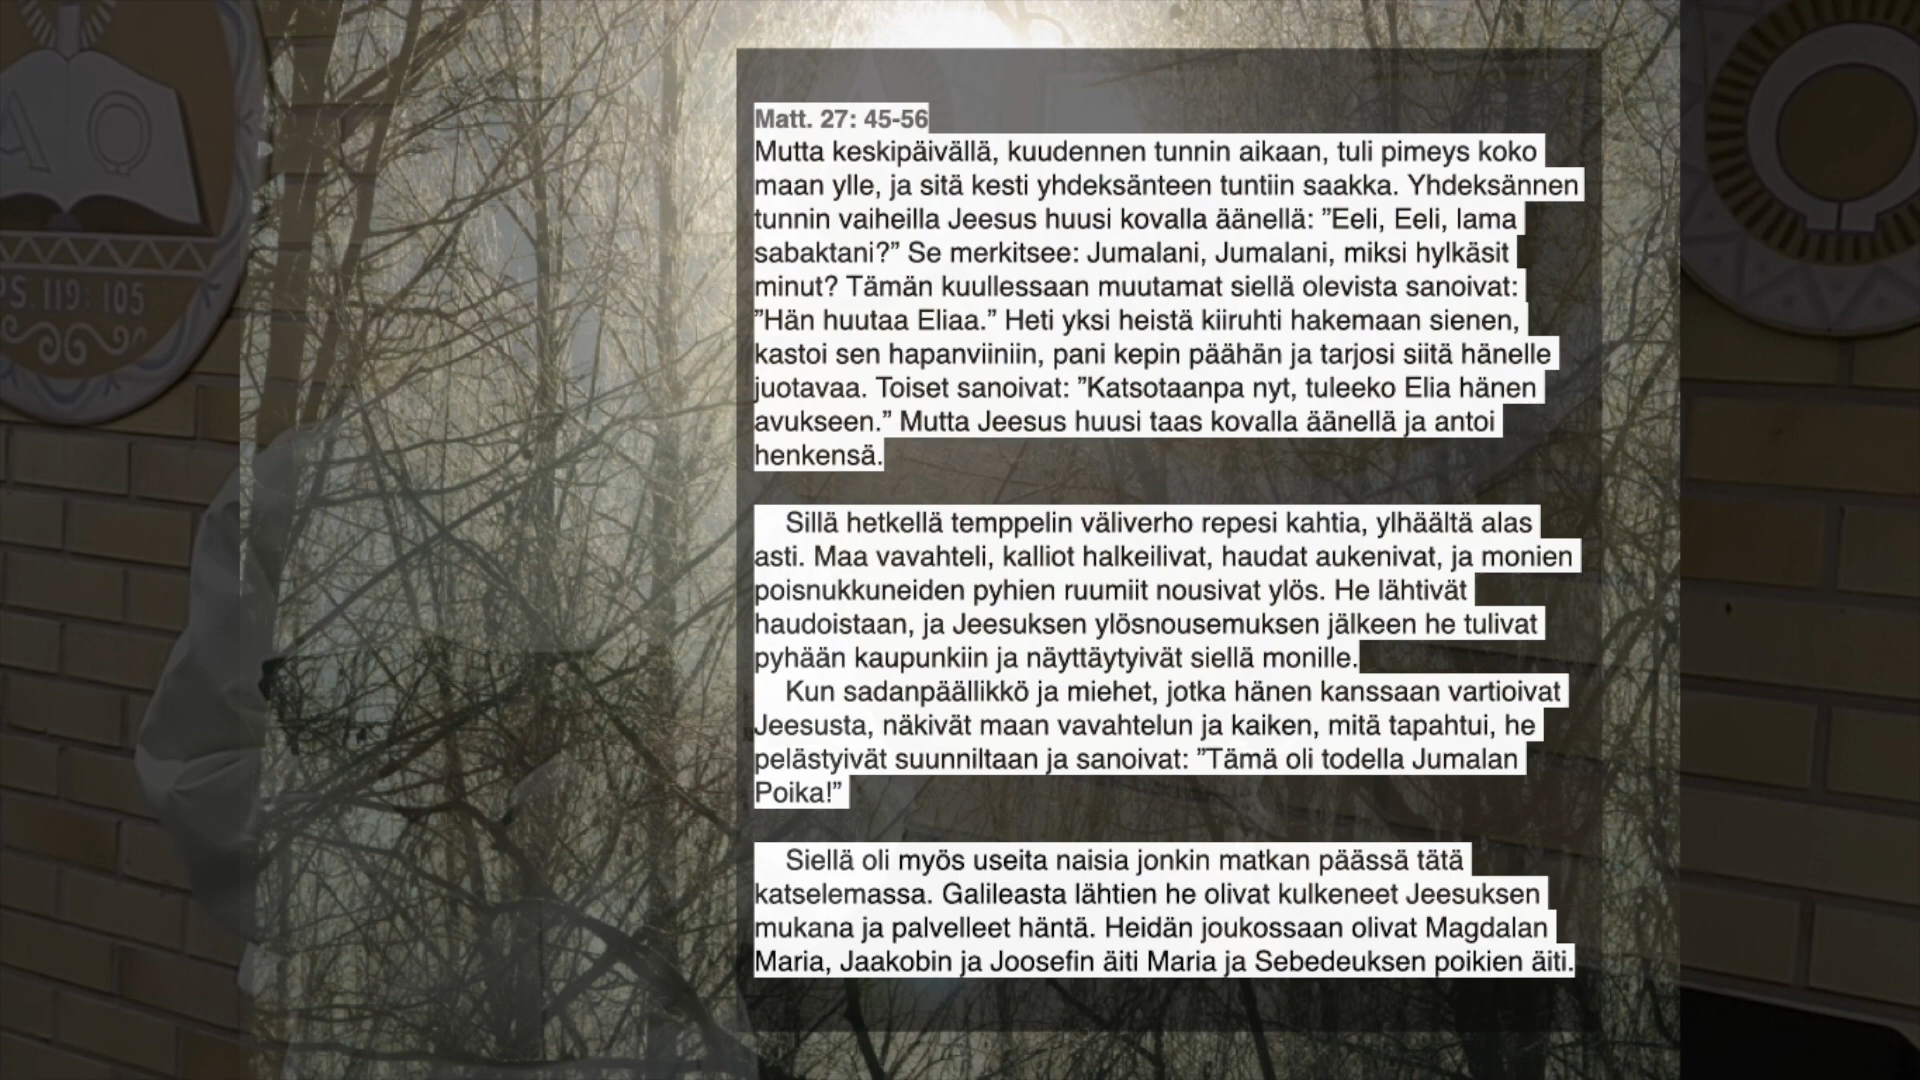 A Ω
PS. 119: 105
Matt. 27: 45-56
Mutta keskipäivällä, kuudennen tunnin aikaan, tuli pimeys koko
maan ylle, ja sitä kesti yhdeksänteen tuntiin saakka. Yhdeksännen
tunnin vaiheilla Jeesus huusi kovalla äänellä: ”Eeli, Eeli, lama
sabaktani?” Se merkitsee: Jumalani, Jumalani, miksi hylkäsit
minut? Tämän kuullessaan muutamat siellä olevista sanoivat:
”Hän huutaa Eliaa.” Heti yksi heistä kiiruhti hakemaan sienen,
kastoi sen hapanviiniin, pani kepin päähän ja tarjosi siitä hänelle
juotavaa. Toiset sanoivat: ”Katsotaanpa nyt, tuleeko Elia hänen
avukseen.” Mutta Jeesus huusi taas kovalla äänellä ja antoi
henkensä.
Sillä hetkellä temppelin väliverho repesi kahtia, ylhäältä alas
asti. Maa vavahteli, kalliot halkeilivat, haudat aukenivat, ja monien
poisnukkuneiden pyhien ruumiit nousivat ylös. He lähtivät
haudoistaan, ja Jeesuksen ylösnousemuksen jälkeen he tulivat
pyhään kaupunkiin ja näyttäytyivät siellä monille.
Kun sadanpäällikkö ja miehet, jotka hänen kanssaan vartioivat
Jeesusta, näkivät maan vavahtelun ja kaiken, mitä tapahtui, he
pelästyivät suunniltaan ja sanoivat: ”Tämä oli todella Jumalan
Poika!”
Siellä oli myös useita naisia jonkin matkan päässä tätä
katselemassa. Galileasta lähtien he olivat kulkeneet Jeesuksen
mukana ja palvelleet häntä. Heidän joukossaan olivat Magdalan
Maria, Jaakobin ja Joosefin äiti Maria ja Sebedeuksen poikien äiti.